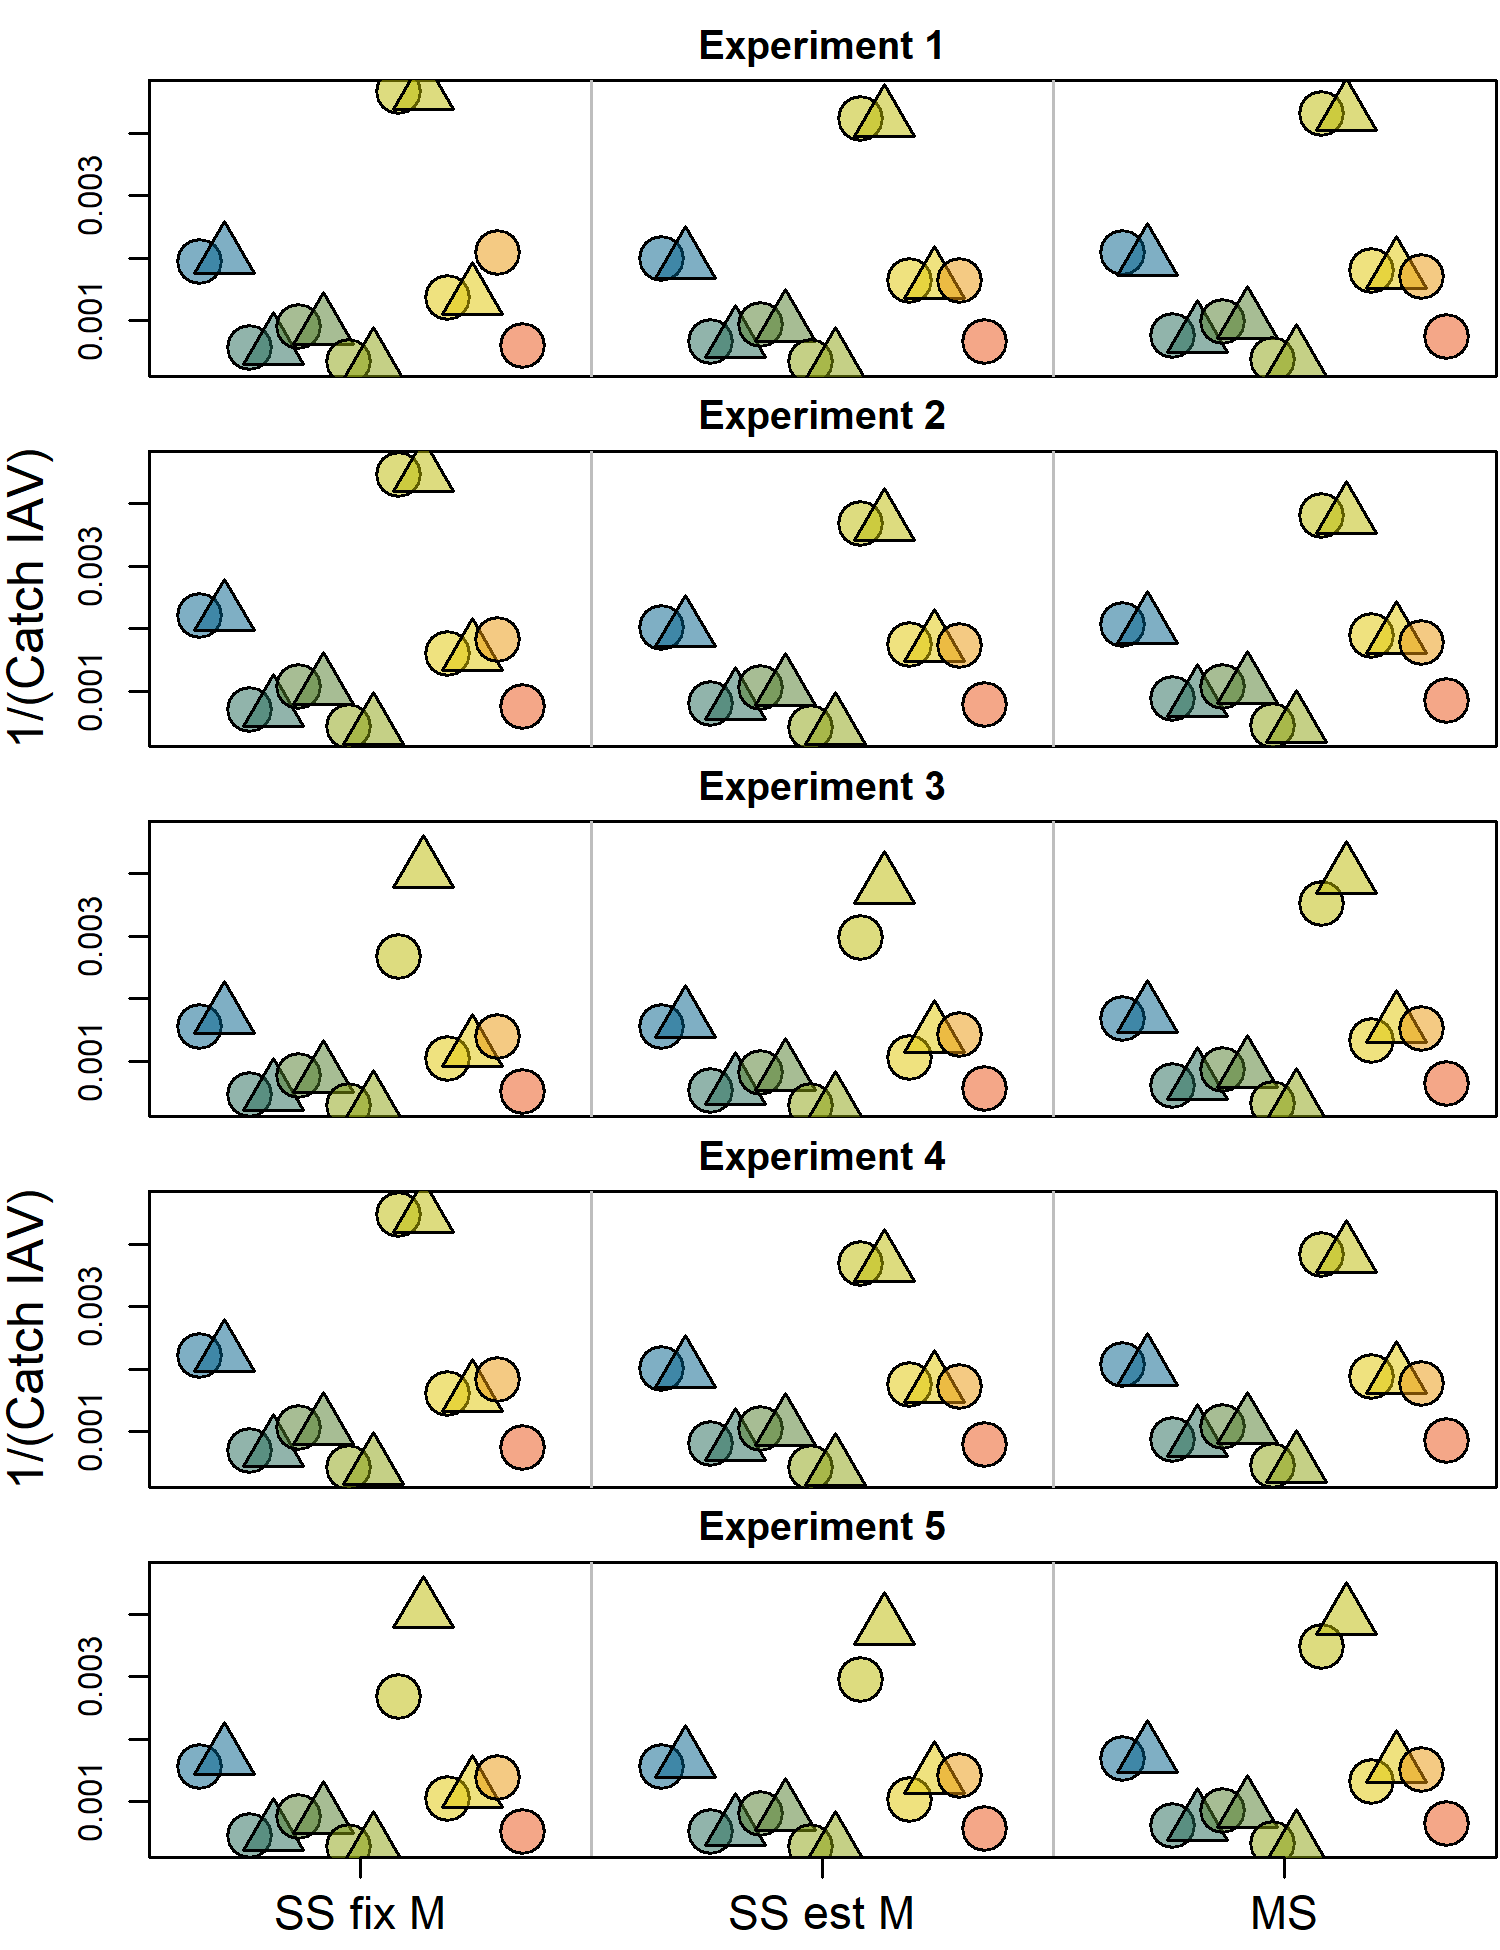 Experiment 1
0.003
0.001
Experiment 2
1/(Catch IAV)
0.003
0.001
Experiment 3
0.003
0.001
Experiment 4
1/(Catch IAV)
0.003
0.001
Experiment 5
0.003
0.001
SS fix M
SS est M
MS